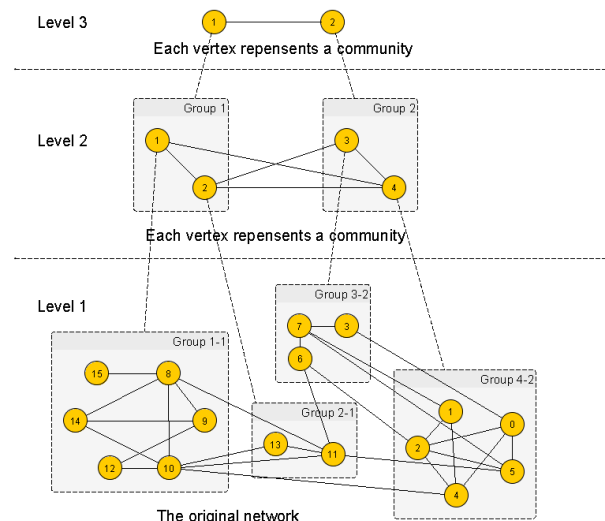 Level 3
1
2
Each vertex repensents a community
Group 1
Group 2
Level 2
1
3
2
4
Each vertex repensents a community
Level 1
Group 3-2
7
3
Group 1-1
6
Group 4-2
15
8
Group 2-1
1
14
9
0
13
2
12
10
11
5
4
The original network